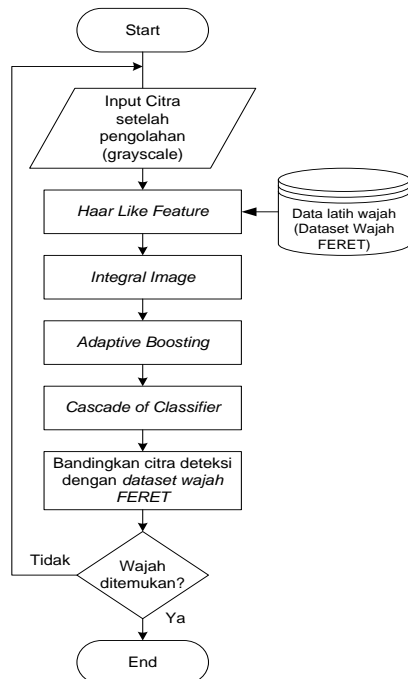 Start
Input Citra
setelah
pengolahan
(grayscale)
Haar Like Feature
Data latih wajah
(Dataset Wajah
FERET)
Integral Image
Adaptive Boosting
Cascade of Classifier
Bandingkan citra deteksi
dengan dataset wajah
FERET
Tidak
Wajah
ditemukan?
Ya
End